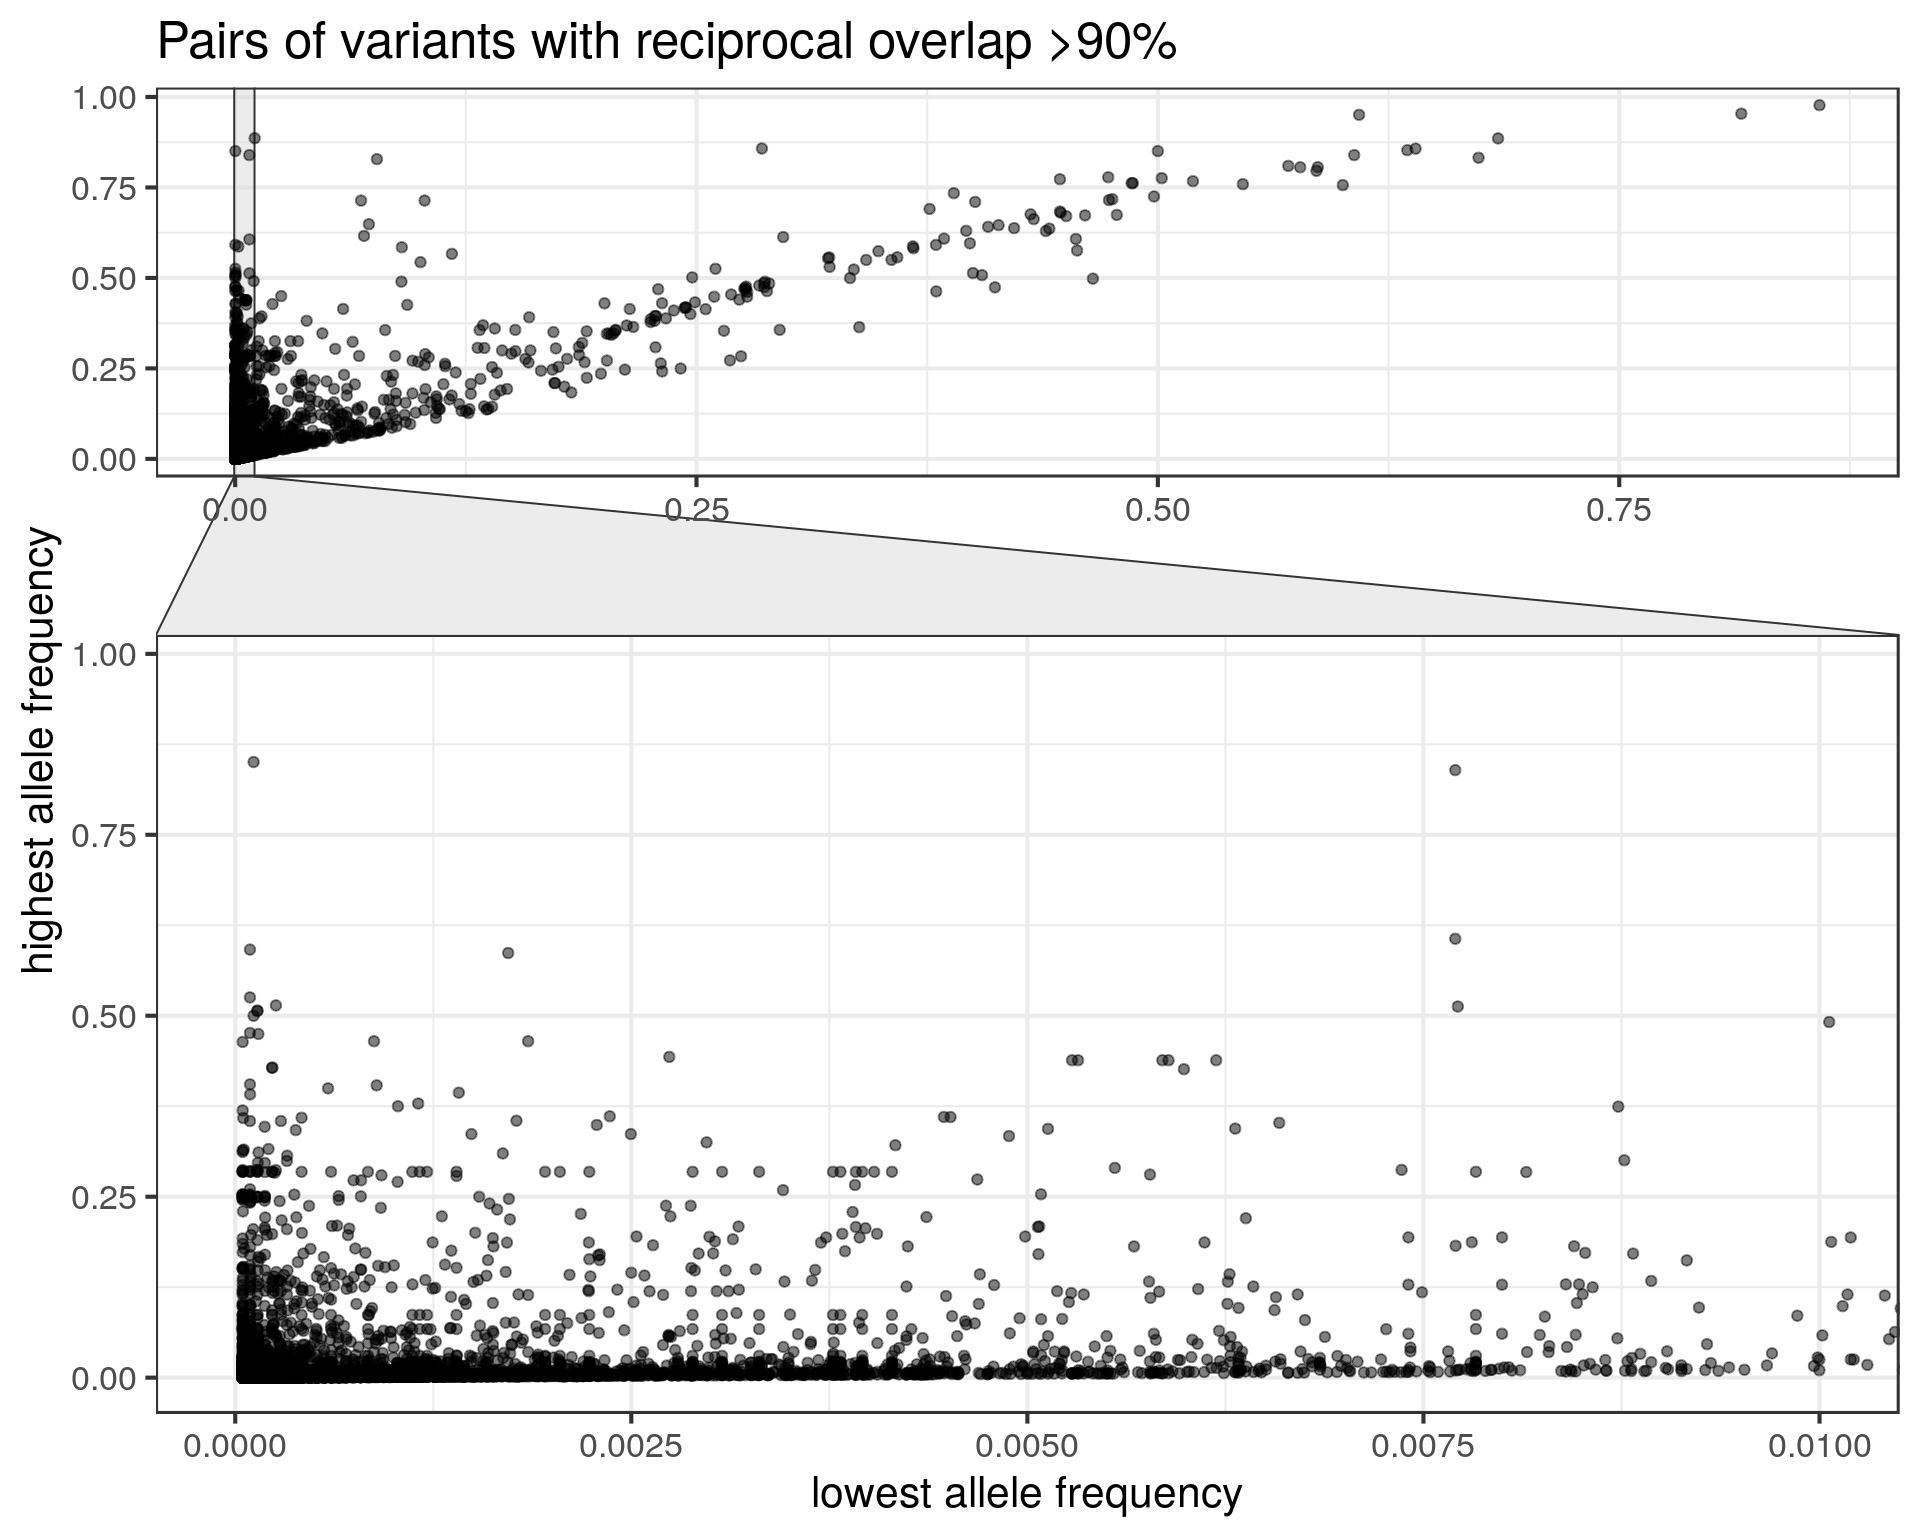 Pairs of variants with reciprocal overlap >90%
1.00
0.75
0.50
0.25
0.00
0.00 0.25 0.50 0.75
highest allele frequency
1.00
0.75
0.50
0.25
0.00
0.0000 0.0025 0.0050 0.0075 0.0100
lowest allele frequency